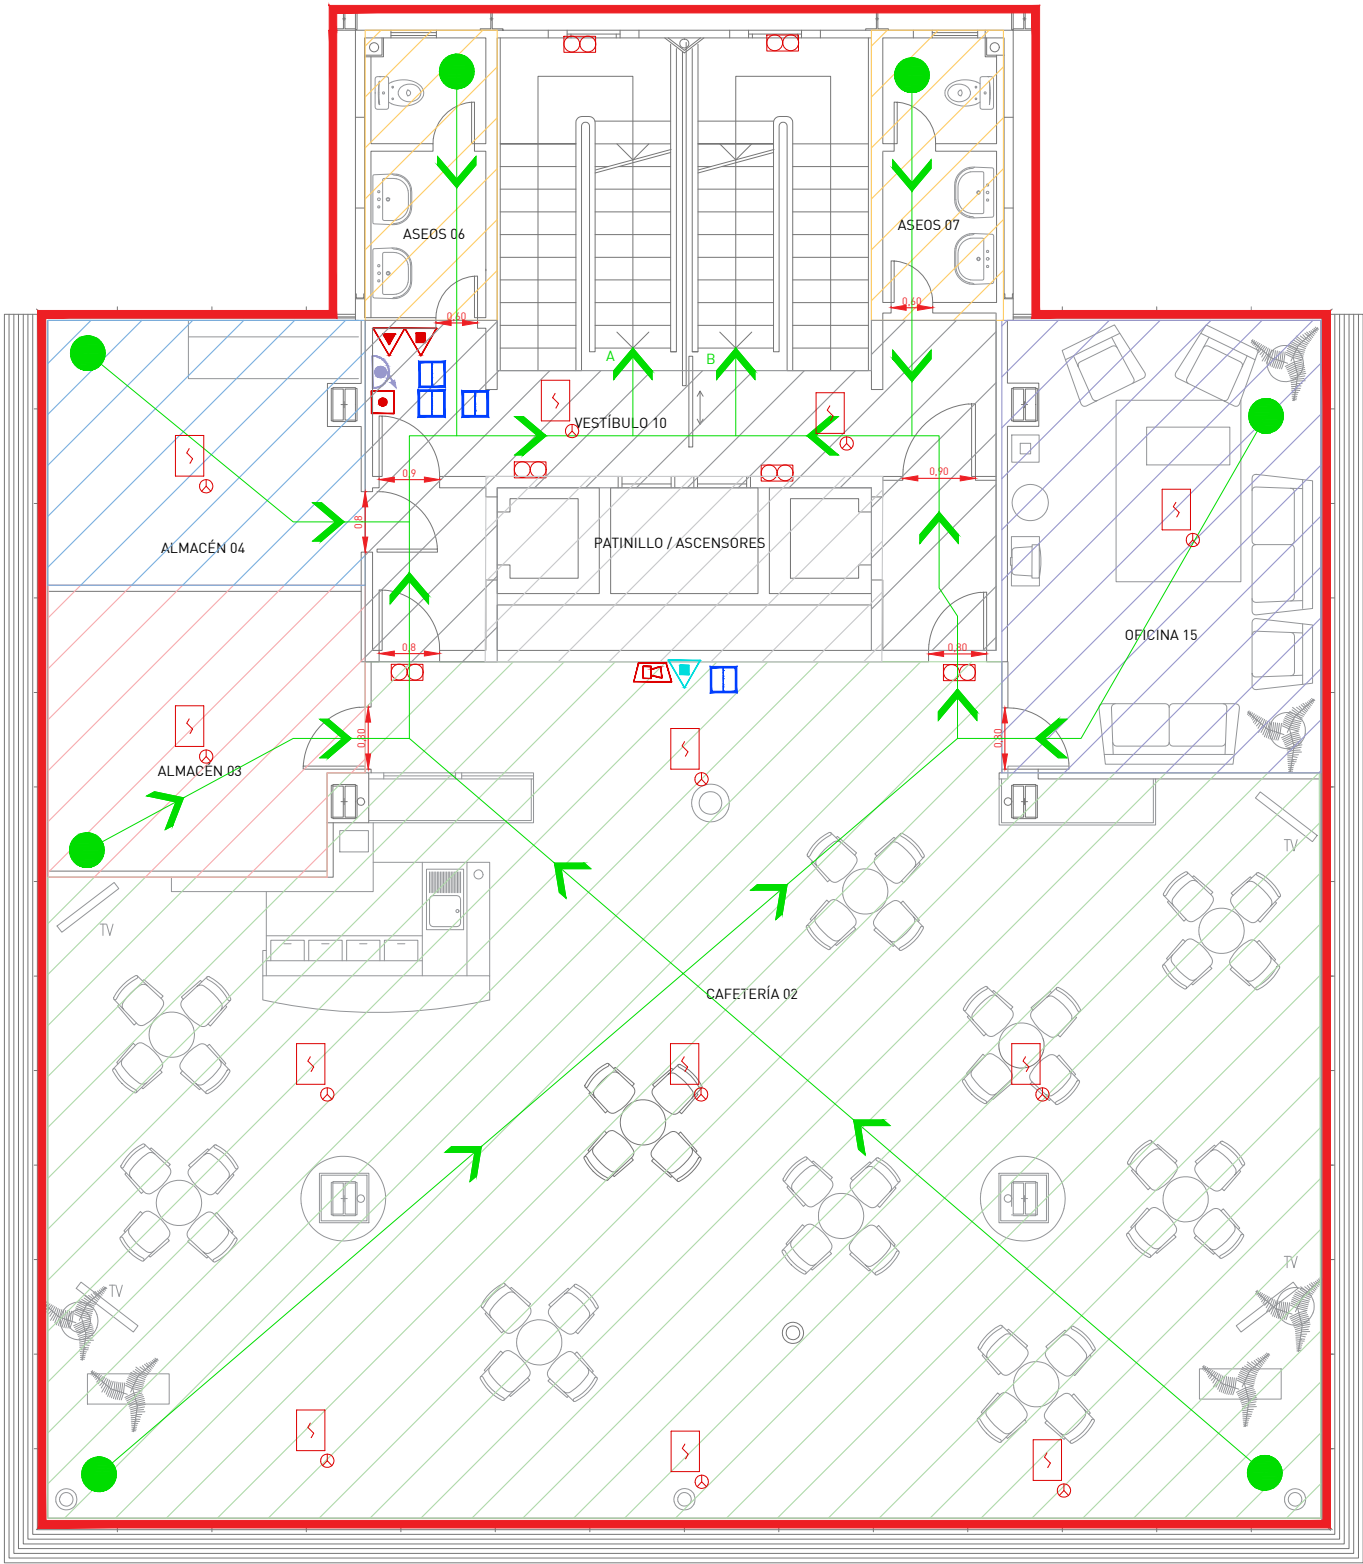 ASEOS 06
ASEOS 07
0,60
0,60
A
B
VESTÍBULO 10
0,9
0,90
0,8
ALMACÉN 04
PATINILLO / ASCENSORES
OFICINA 15
0,8
0,80
0,80
0,80
ALMACÉN 03
TV
TV
CAFETERÍA 02
TV
TV